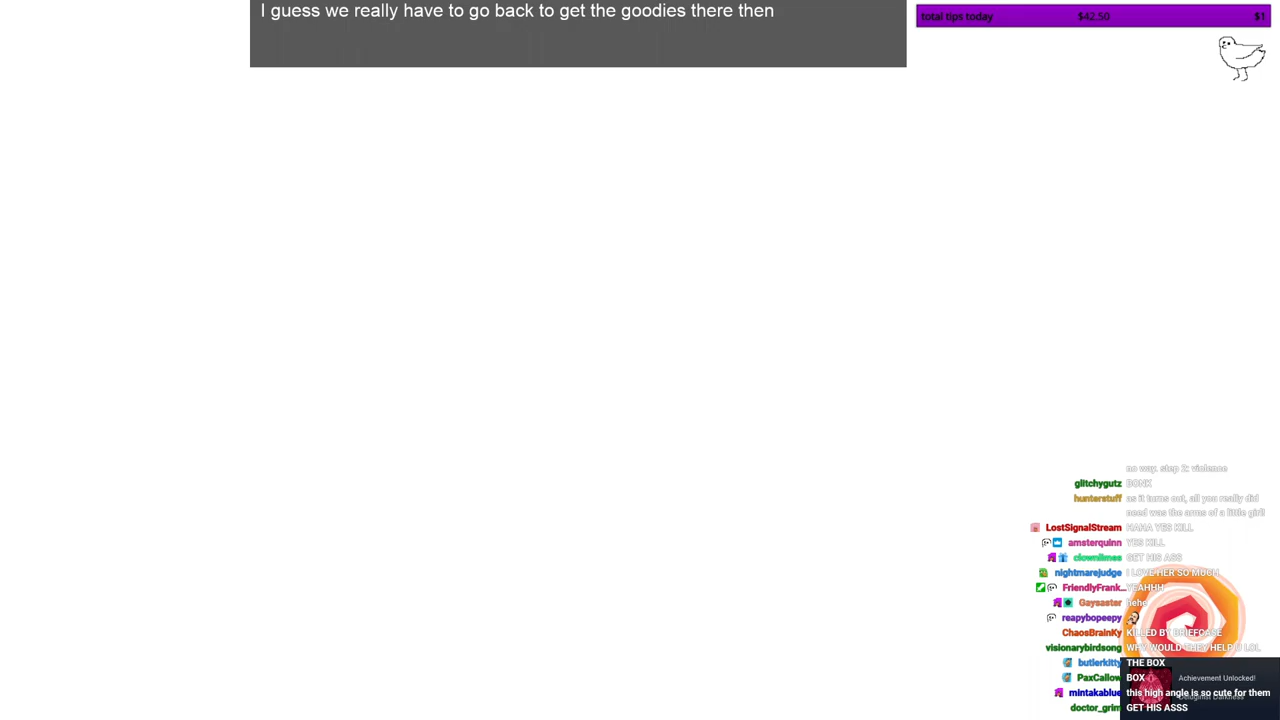 I guess we really have to go back to get the goodies there then
total tips today $42.50 $1
no way. step 2: violence
glitchygutz BONK
hunterstuff as it turns out, all you really did
need was the arms of a little girl!
LostSignalStream HAHA YES KILL
amsterquinn YES KILL
clownlimes GET HIS ASS
nightmarejudge I LOVE HER SO MUCH
FriendlyFrank... YEAHHH
Gaysaster hehe
reapybopeepy
ChaosBrainKy KILLED BY BRIEFCASE
visionarybirdsong WHY WOULD THEY HELP U LOL
butlerkitty THE BOX
PaxCallow BOX
Achievement Unlocked!
mintakablue this high angle is so cute for them
Darkness
doctor_grim GET HIS ASSS